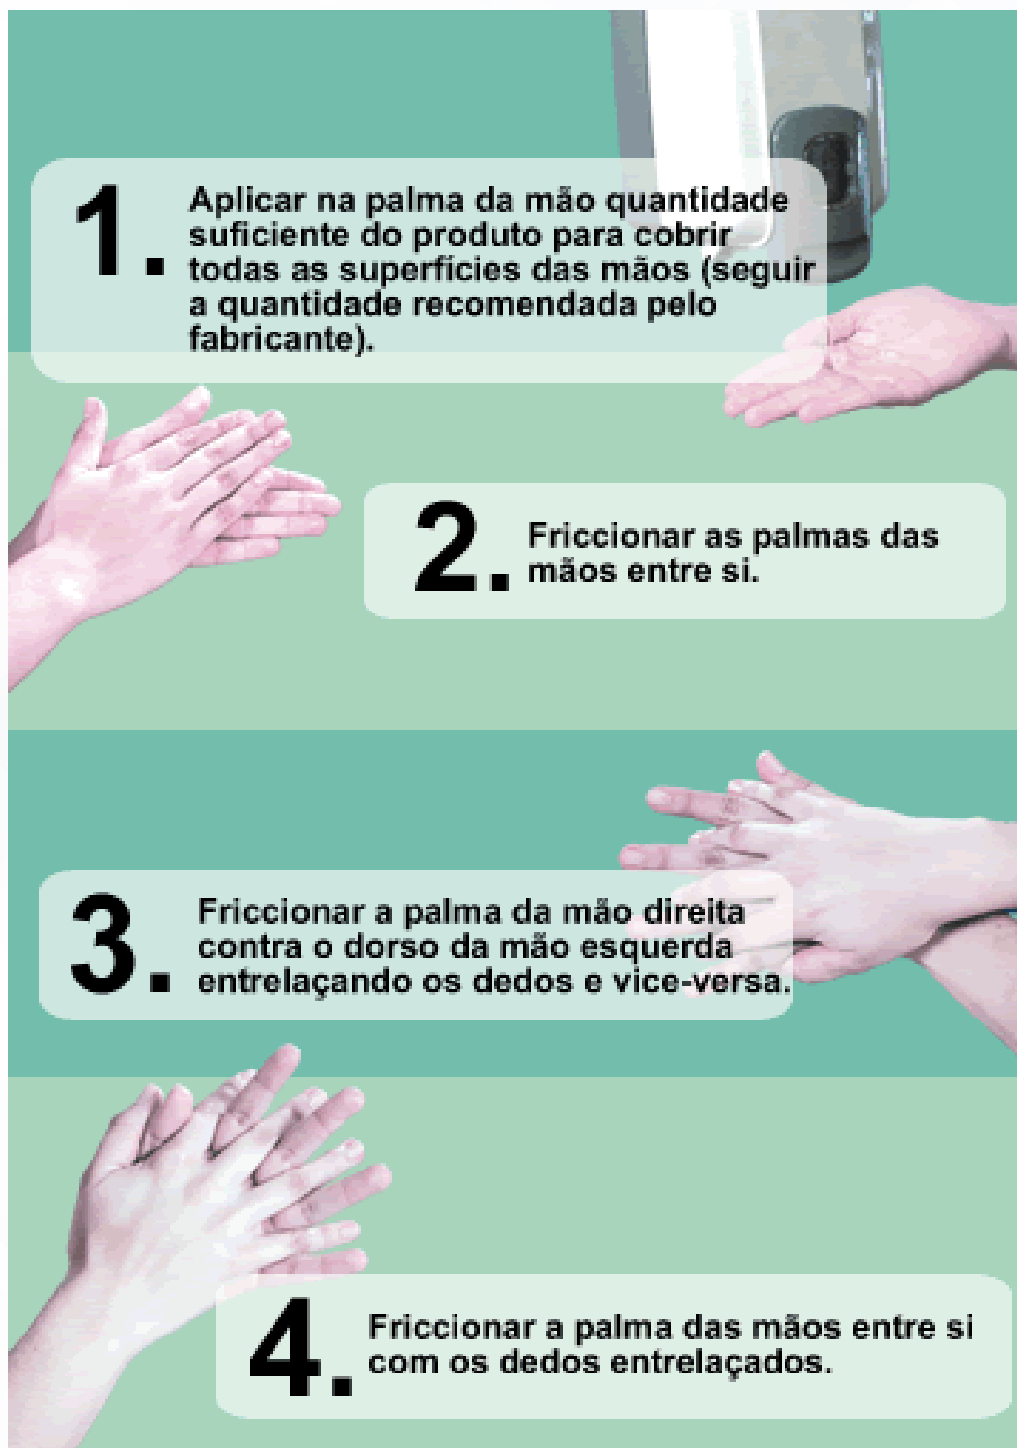 1.
Aplicar na palma da mão quantidade
suficiente do produto para cobrir
todas as superfícies das mãos (seguir
a quantidade recomendada pelo
fabricante).
2.
Friccionar as palmas das
mãos entre si.
3.
Friccionar a palma da mão direita
contra o dorso da mão esquerda
entrelaçando os dedos e vice-versa.
4.
Friccionar a palma das mãos entre si
com os dedos entrelaçados.